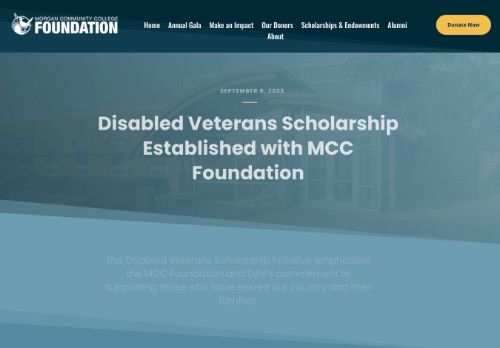 MORGAN COMMUNITY COLLEGE
FOUNDATION
Home Annual Gala Make an Impact Our Donors Scholarships & Endowments Alumni
About
Donate Now
SEPTEMBER 8, 2023
Disabled Veterans Scholarship
Established with MCC
Foundation
The Disabled Veterans Scholarship initiative emphasizes
the MCC Foundation and DAV's commitment to
supporting those who have served our country and their
families.